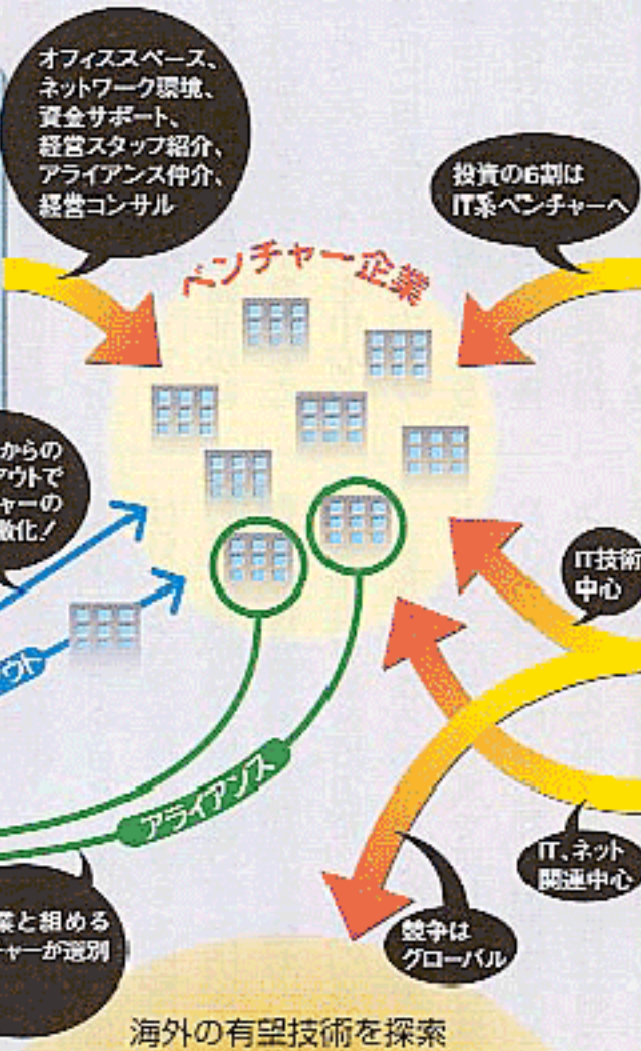 オフィススペース、
ネットワーク環境、
資金サポート、
経営スタッフ紹介、
アライアンス仲介、
経営コンサル
投資の6割は
IT系ベンチャーへ
ベンチャー企業
からの
アウトで
チャーの
激化!
IT技術
中心
ウト
アライアンス
IT、ネット
関連中心
業と組める
チャーが選別
競争は
グローバル
海外の有望技術を探索